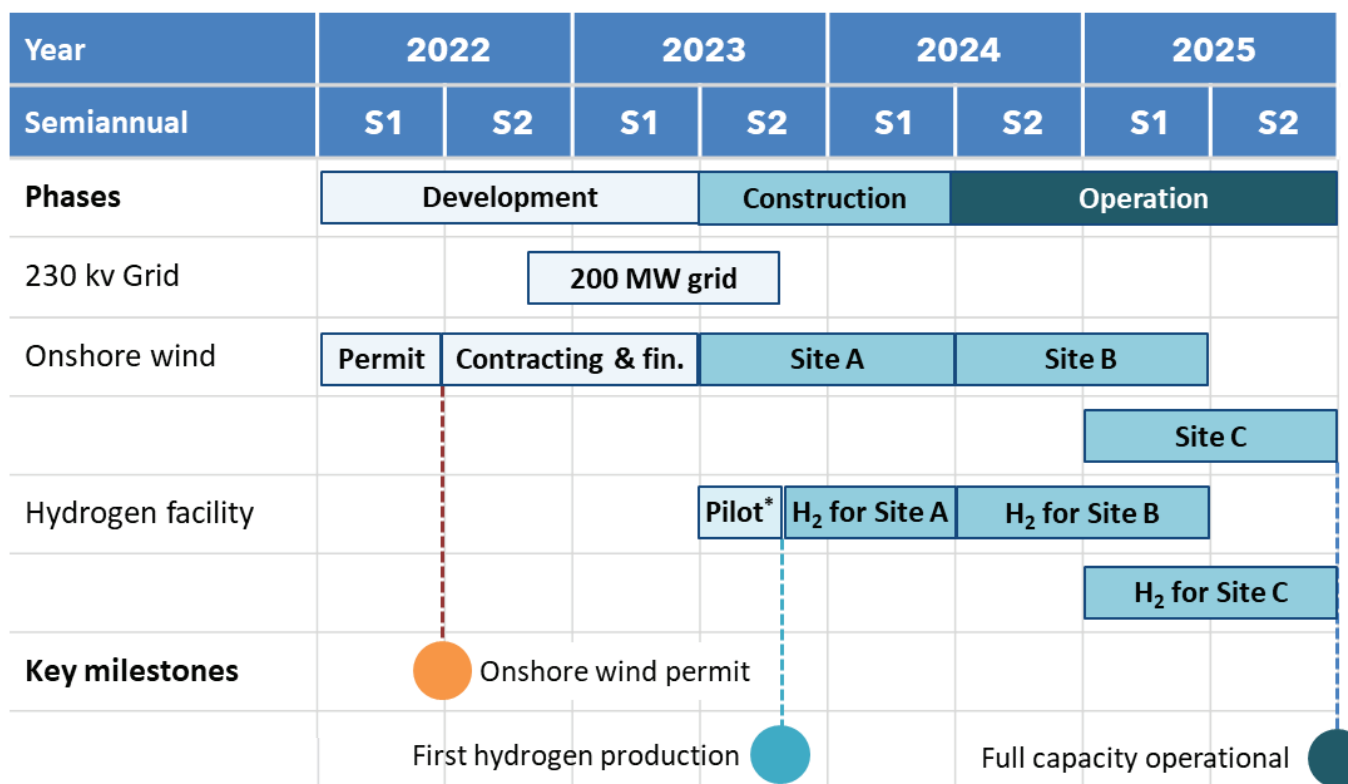 Year 2022 2023 2024 2025
Semiannual S1 S2 S1 S2 S1 S2 S1 S2
Phases Development Construction Operation
230 kv Grid 200 MW grid
Onshore wind Permit Contracting & fin. Site A Site B
Site C
Hydrogen facility Pilot* H₂ for Site A H₂ for Site B
H₂ for Site C
Key milestones Onshore wind permit
First hydrogen production Full capacity operational